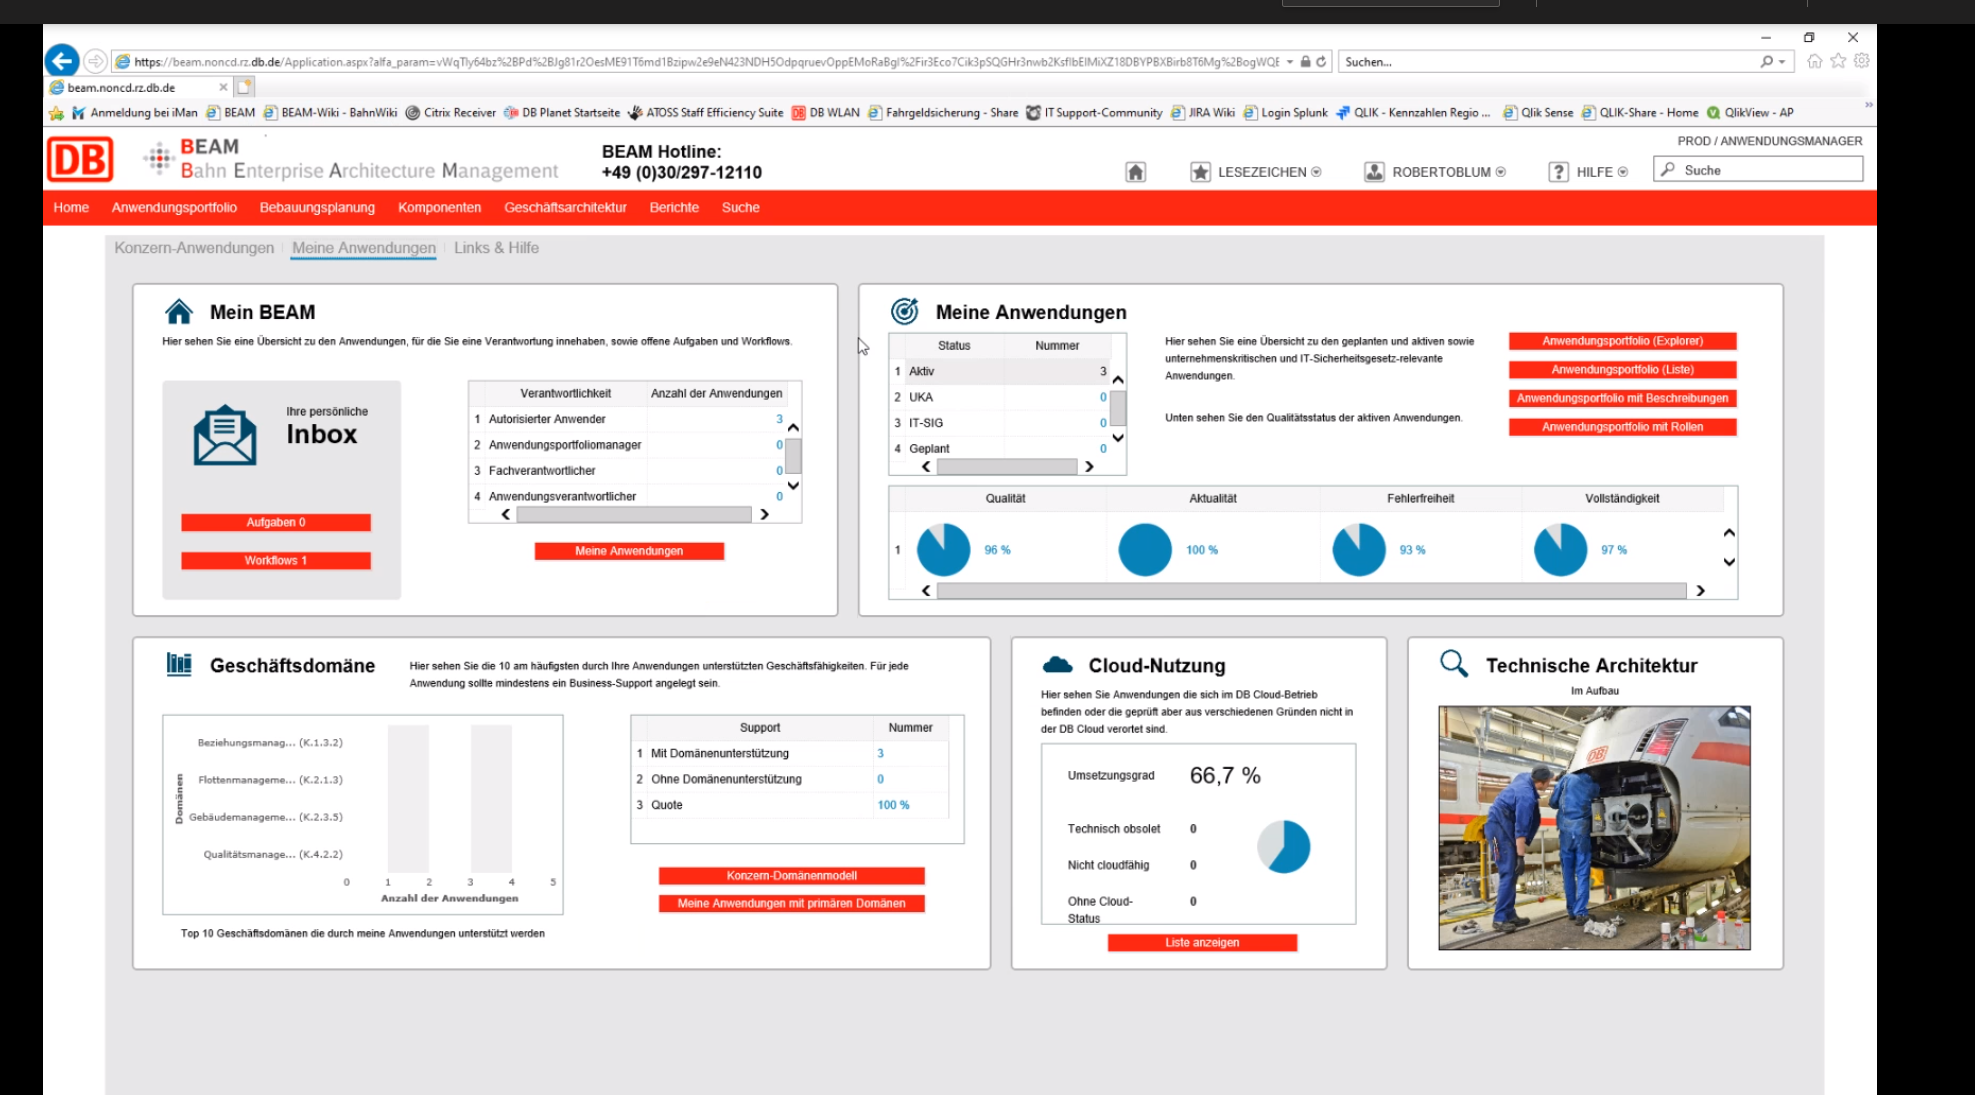 https://beam.noncd.rz.db.de/Application.aspx?
Suchen...
beam.noncd.rz.db.de
Anmeldung bei iMan BEAM BEAM-Wiki - BahnWiki Citrix Receiver DB Planet Startseite ATOSS Staff Efficiency Suite DB WLAN Fahrgeldsicherung - Share IT Support-Community JIRA Wiki Login Splunk QLIK - Kennzahlen Regio ... Qlik Sense QLIK-Share - Home QlikView - AP
PROD / ANWENDUNGSMANAGER
DB
BEAM
Bahn Enterprise Architecture Management
BEAM Hotline:
+49 (0)30/297-12110
LESEZEICHEN
ROBERTOBLUM
HILFE
Suche
Home Anwendungsportfolio Bebauungsplanung Komponenten Geschäftsarchitektur Berichte Suche
Konzern-Anwendungen Meine Anwendungen Links & Hilfe
Mein BEAM
Hier sehen Sie eine Übersicht zu den Anwendungen, für die Sie eine Verantwortung innehaben, sowie offene Aufgaben und Workflows.
Ihre persönliche
Inbox
Aufgaben 0
Workflows 1
Verantwortlichkeit Anzahl der Anwendungen
1 Autorisierter Anwender 3
2 Anwendungsportfoliomanager 0
3 Fachverantwortlicher 0
4 Anwendungsverantwortlicher 0
Meine Anwendungen
Meine Anwendungen
Status Nummer
1 Aktiv 3
2 UKA 0
3 IT-SIG 0
4 Geplant 0
Hier sehen Sie eine Übersicht zu den geplanten und aktiven sowie
unternehmenskritischen und IT-Sicherheitsgesetz-relevante
Anwendungen.
Unten sehen Sie den Qualitätsstatus der aktiven Anwendungen.
Anwendungsportfolio (Explorer)
Anwendungsportfolio (Liste)
Anwendungsportfolio mit Beschreibungen
Anwendungsportfolio mit Rollen
Qualität Aktualität Fehlerfreiheit Vollständigkeit
1 96 % 100 % 93 % 97 %
Geschäftsdomäne
Hier sehen Sie die 10 am häufigsten durch Ihre Anwendungen unterstützten Geschäftsfähigkeiten. Für jede
Anwendung sollte mindestens ein Business-Support angelegt sein.
Domänen
Beziehungsmanag... (K.1.3.2)
Flottenmanageme... (K.2.1.3)
Gebäudemanageme... (K.2.3.5)
Qualitätsmanage... (K.4.2.2)
0 1 2 3 4 5
Anzahl der Anwendungen
Top 10 Geschäftsdomänen die durch meine Anwendungen unterstützt werden
Support Nummer
1 Mit Domänenunterstützung 3
2 Ohne Domänenunterstützung 0
3 Quote 100 %
Konzern-Domänenmodell
Meine Anwendungen mit primären Domänen
Cloud-Nutzung
Hier sehen Sie Anwendungen die sich im DB Cloud-Betrieb
befinden oder die geprüft aber aus verschiedenen Gründen nicht in
der DB Cloud verortet sind.
Umsetzungsgrad 66,7 %
Technisch obsolet 0
Nicht cloudfähig 0
Ohne Cloud- 0
Status
Liste anzeigen
Technische Architektur
Im Aufbau
DB